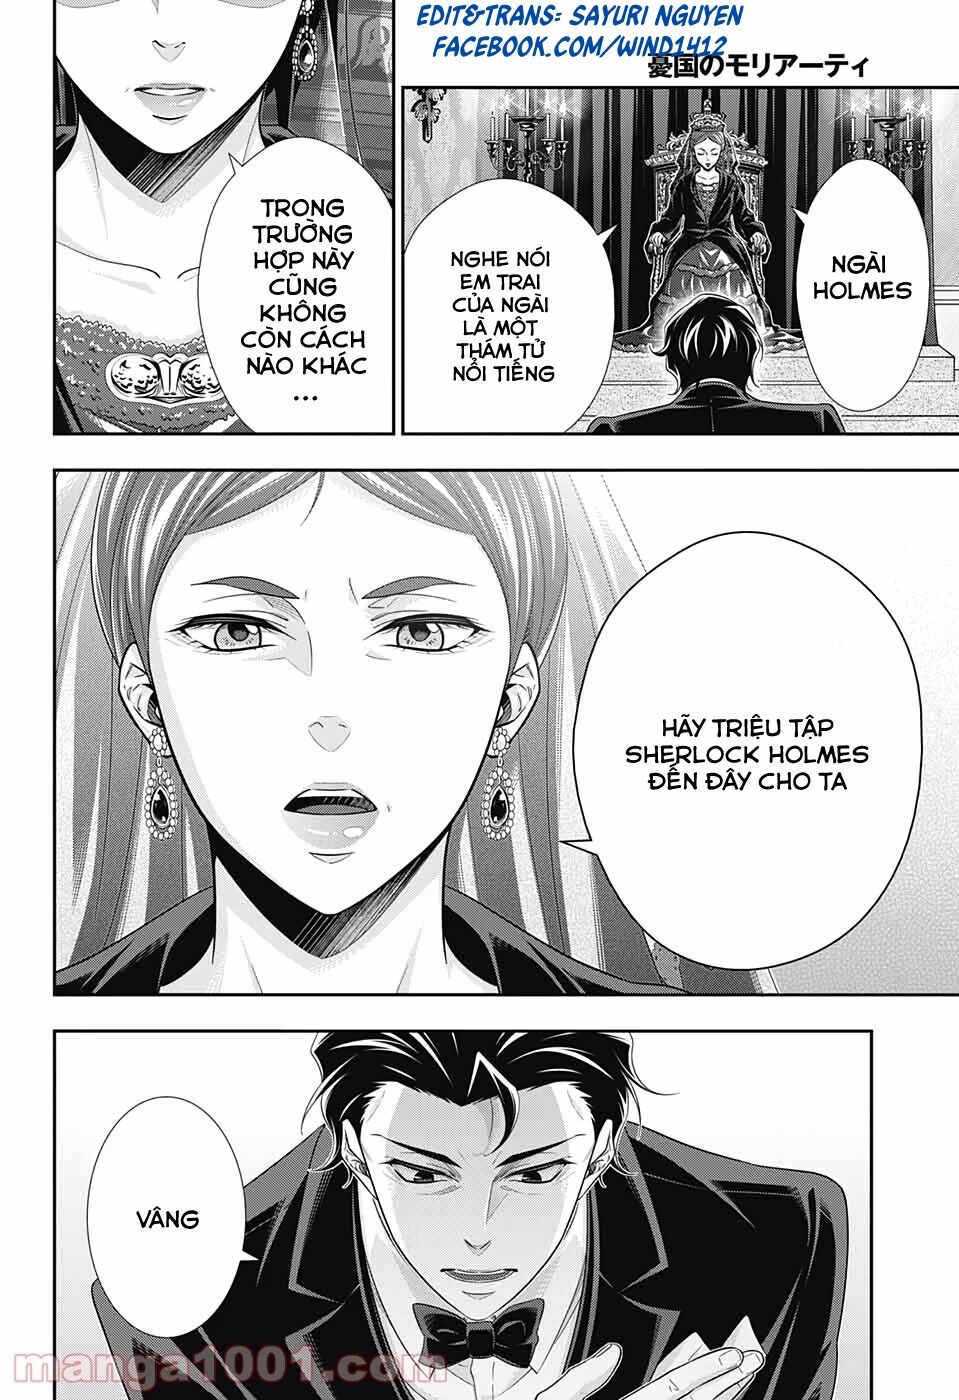 EDIT&TRANS: SAYURI NGUYEN
FACEBOOK.COM/WIND1412
憂国のモリアーティ
NGÀI
HOLMES
NGHE NÓI
EM TRAI
CỦA NGÀI
LÀ MỘT
THÁM TỬ
NỔI TIẾNG
TRONG
TRƯỜNG
HỢP NÀY
CŨNG
KHÔNG
CÒN CÁCH
NÀO KHÁC
...
HÃY TRIỆU TẬP
SHERLOCK HOLMES
ĐẾN ĐÂY CHO TA
VÂNG
manga1001.com